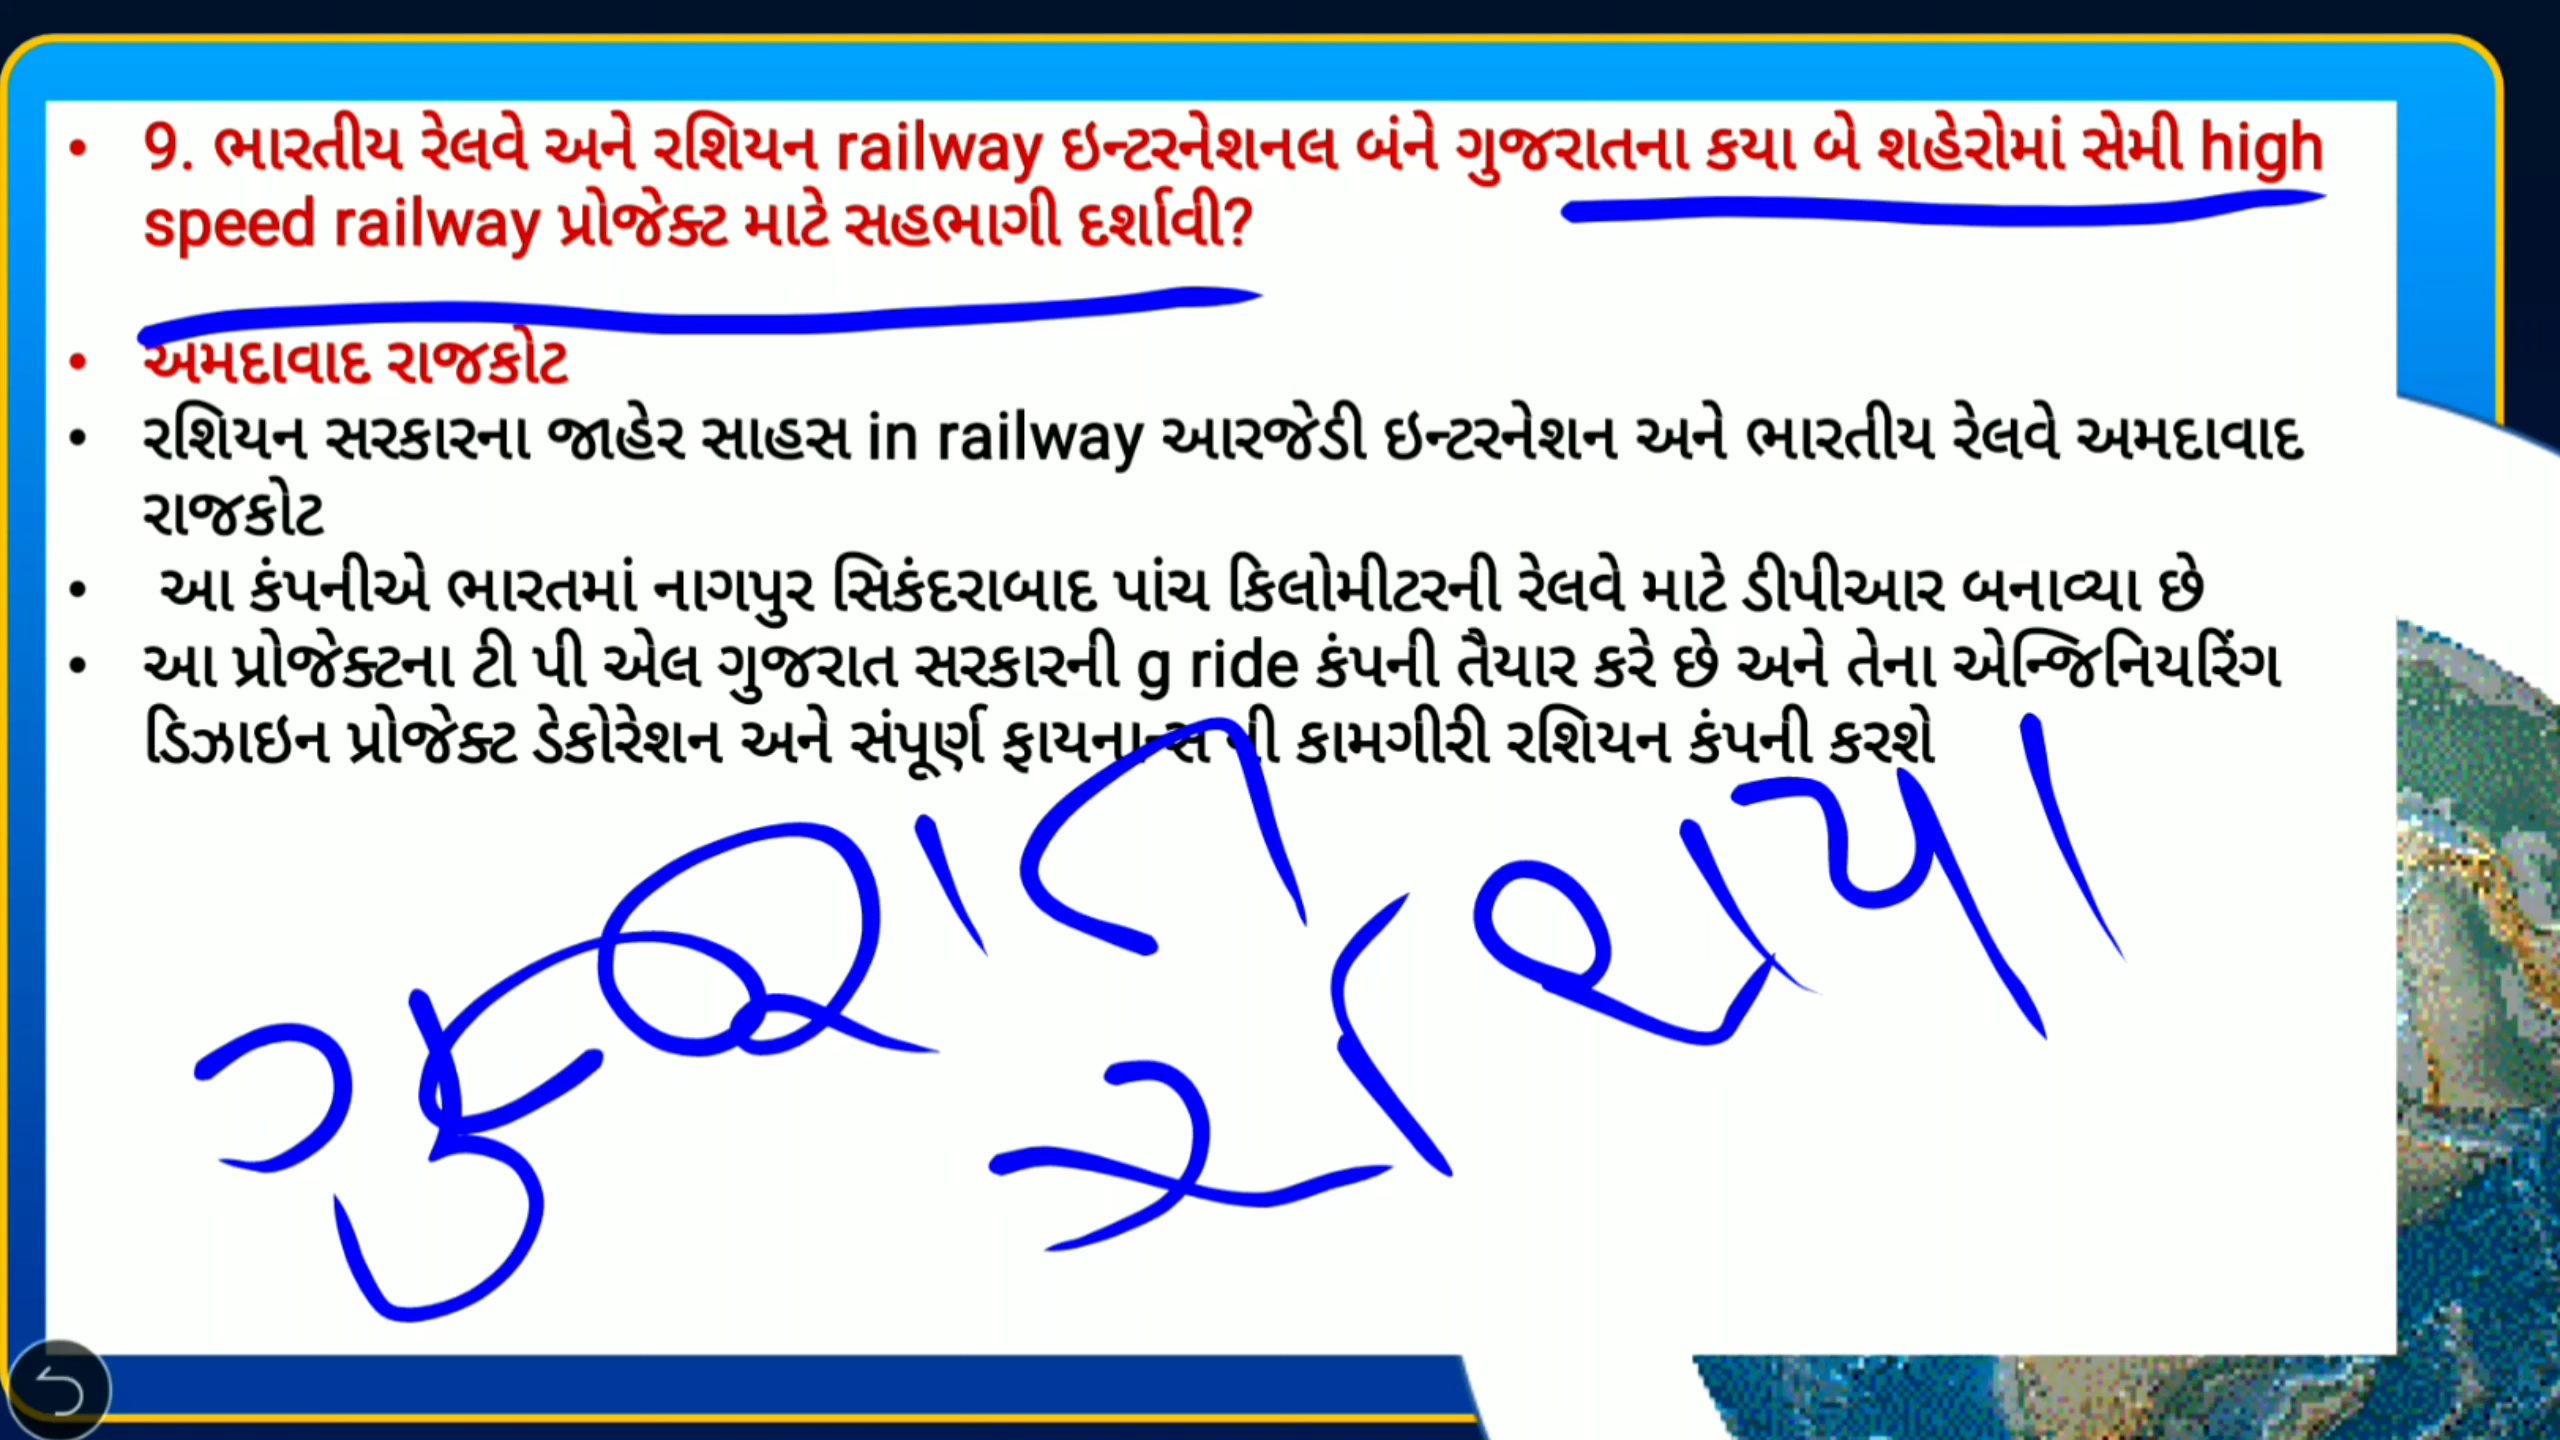 • 9. ભારતીય રેલવે અને રશિયન railway ઇન્ટરનેશનલ બંને ગુજરાતના કયા બે શહેરોમાં સેમી high
speed railway પ્રોજેક્ટ માટે સહભાગી દર્શાવી?
• અમદાવાદ રાજકોટ
• રશિયન સરકારના જાહેર સાહસ in railway આરજેડી ઇન્ટરનેશન અને ભારતીય રેલવે અમદાવાદ
રાજકોટ
• આ કંપનીએ ભારતમાં નાગપુર સિકંદરાબાદ પાંચ કિલોમીટરની રેલવે માટે ડીપીઆર બનાવ્યા છે
• આ પ્રોજેક્ટના ટી પી એલ ગુજરાત સરકારની g ride કંપની તૈયાર કરે છે અને તેના એન્જિનિયરિંગ
ડિઝાઇન પ્રોજેક્ટ ડેકોરેશન અને સંપૂર્ણ ફાયનાન્સ ની કામગીરી રશિયન કંપની કરશે
ગુજરાત
રશિયા